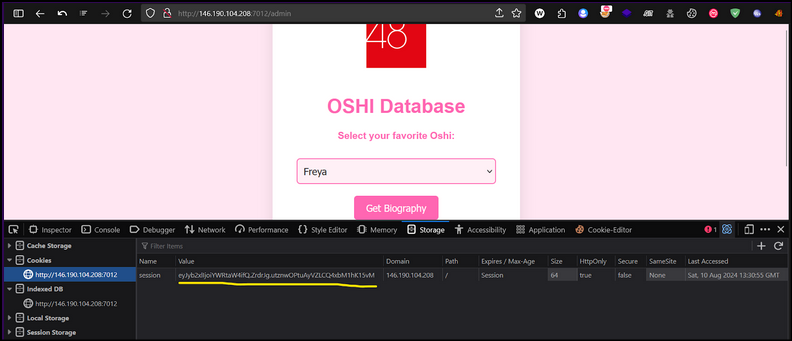 http://146.190.104.208:7012/admin
48
OSHI Database
Select your favorite Oshi:
Freya
Get Biography
Inspector Console Debugger Network Performance Style Editor Memory Storage Accessibility Application Cookie-Editor 1
Cache Storage
Cookies
http://146.190.104.208:7012
Indexed DB
http://146.190.104.208:7012
Local Storage
Session Storage
Filter Items
Name Value Domain Path Expires / Max-Age Size HttpOnly Secure SameSite Last Accessed
session 146.190.104.208 / Session 64 true false None Sat, 10 Aug 2024 13:30:55 GMT